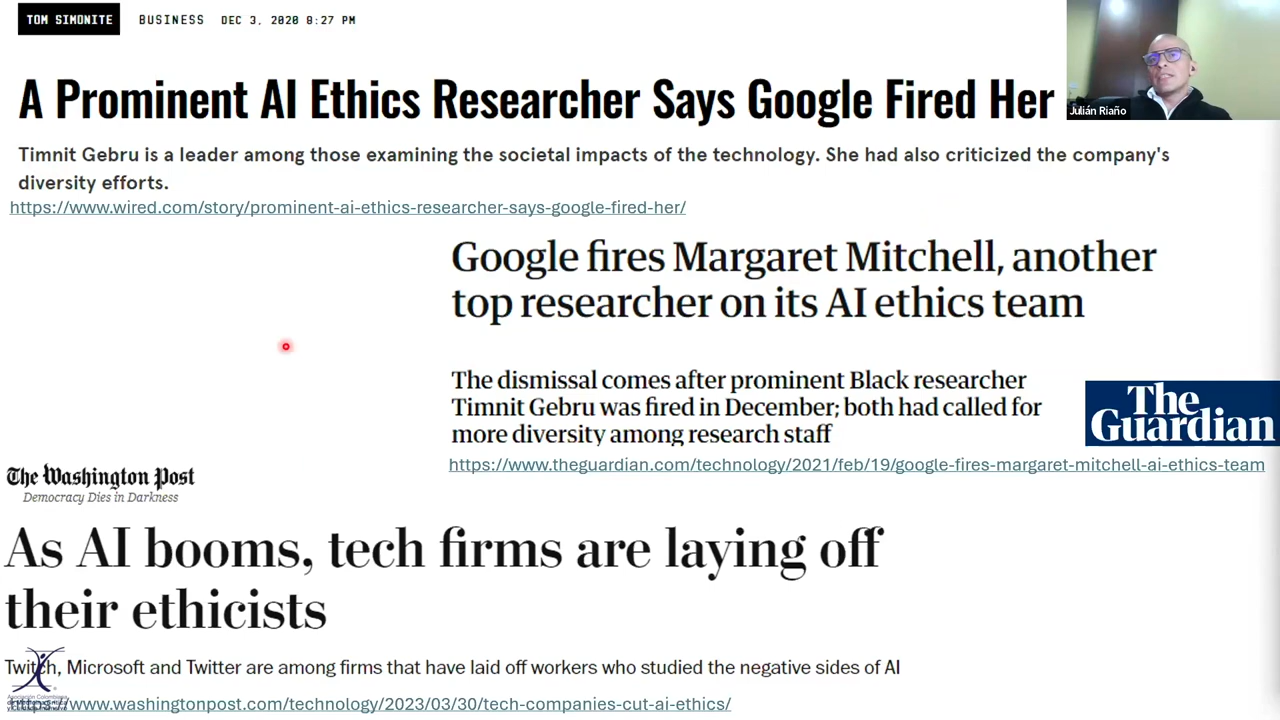 TOM SIMONITE BUSINESS DEC 3, 2020 8:27 PM
A Prominent AI Ethics Researcher Says Google Fired Her
Julián Riaño
Timnit Gebru is a leader among those examining the societal impacts of the technology. She had also criticized the company's
diversity efforts.
https://www.wired.com/story/prominent-ai-ethics-researcher-says-google-fired-her/
Google fires Margaret Mitchell, another
top researcher on its AI ethics team
The dismissal comes after prominent Black researcher
Timnit Gebru was fired in December; both had called for
more diversity among research staff
The
Guardian
https://www.theguardian.com/technology/2021/feb/19/google-fires-margaret-mitchell-ai-ethics-team
The Washington Post
Democracy Dies in Darkness
As AI booms, tech firms are laying off
their ethicists
Twitch, Microsoft and Twitter are among firms that have laid off workers who studied the negative sides of AI
Asociación Colombiana
https://www.washingtonpost.com/technology/2023/03/30/tech-companies-cut-ai-ethics/